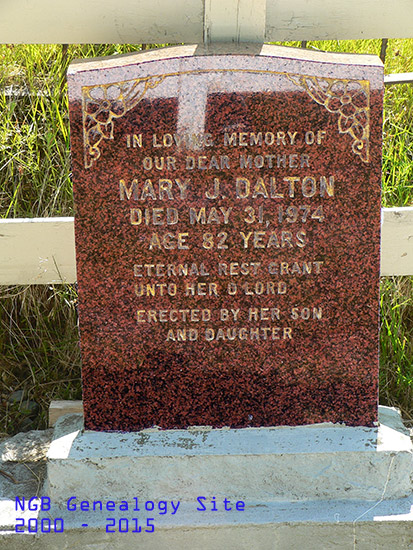 IN LOVING MEMORY OF
OUR DEAR MOTHER
MARY J. DALTON
DIED MAY 31, 1974
AGE 82 YEARS
ETERNAL REST GRANT
UNTO HER O LORD
ERECTED BY HER SON
AND DAUGHTER
NGB Genealogy Site
2000 - 2015